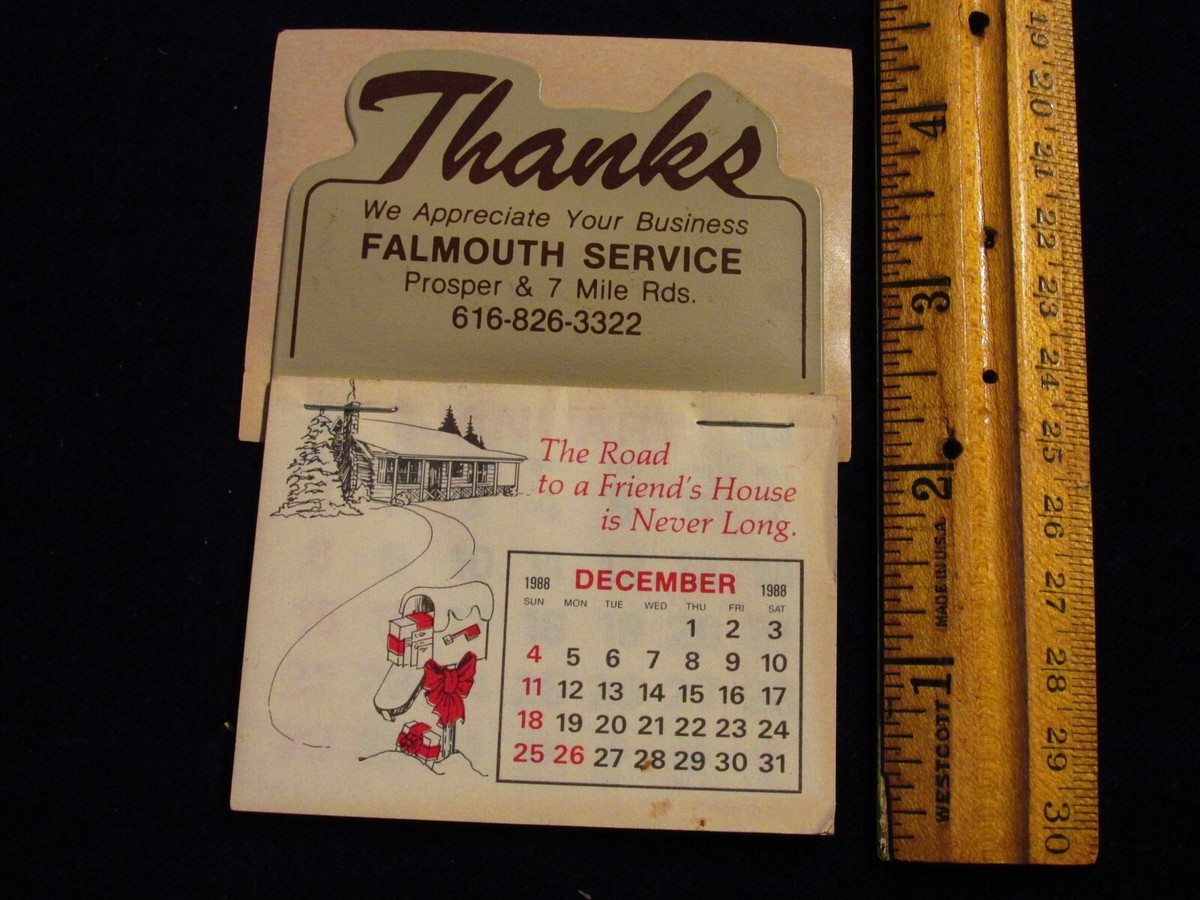 Thanks
We Appreciate Your Business
FALMOUTH SERVICE
Prosper & 7 Mile Rds.
616-826-3322
The Road
to a Friend's House
is Never Long.
1988 DECEMBER 1988
SUN MON TUE WED THU FRI SAT
1 2 3
4 5 6 7 8 9 10
11 12 13 14 15 16 17
18 19 20 21 22 23 24
25 26 27 28 29 30 31
4
3
2
1
MADE IN U.S.A.
WESTCOTT
19
20
21
22
23
24
25
26
27
28
29
30